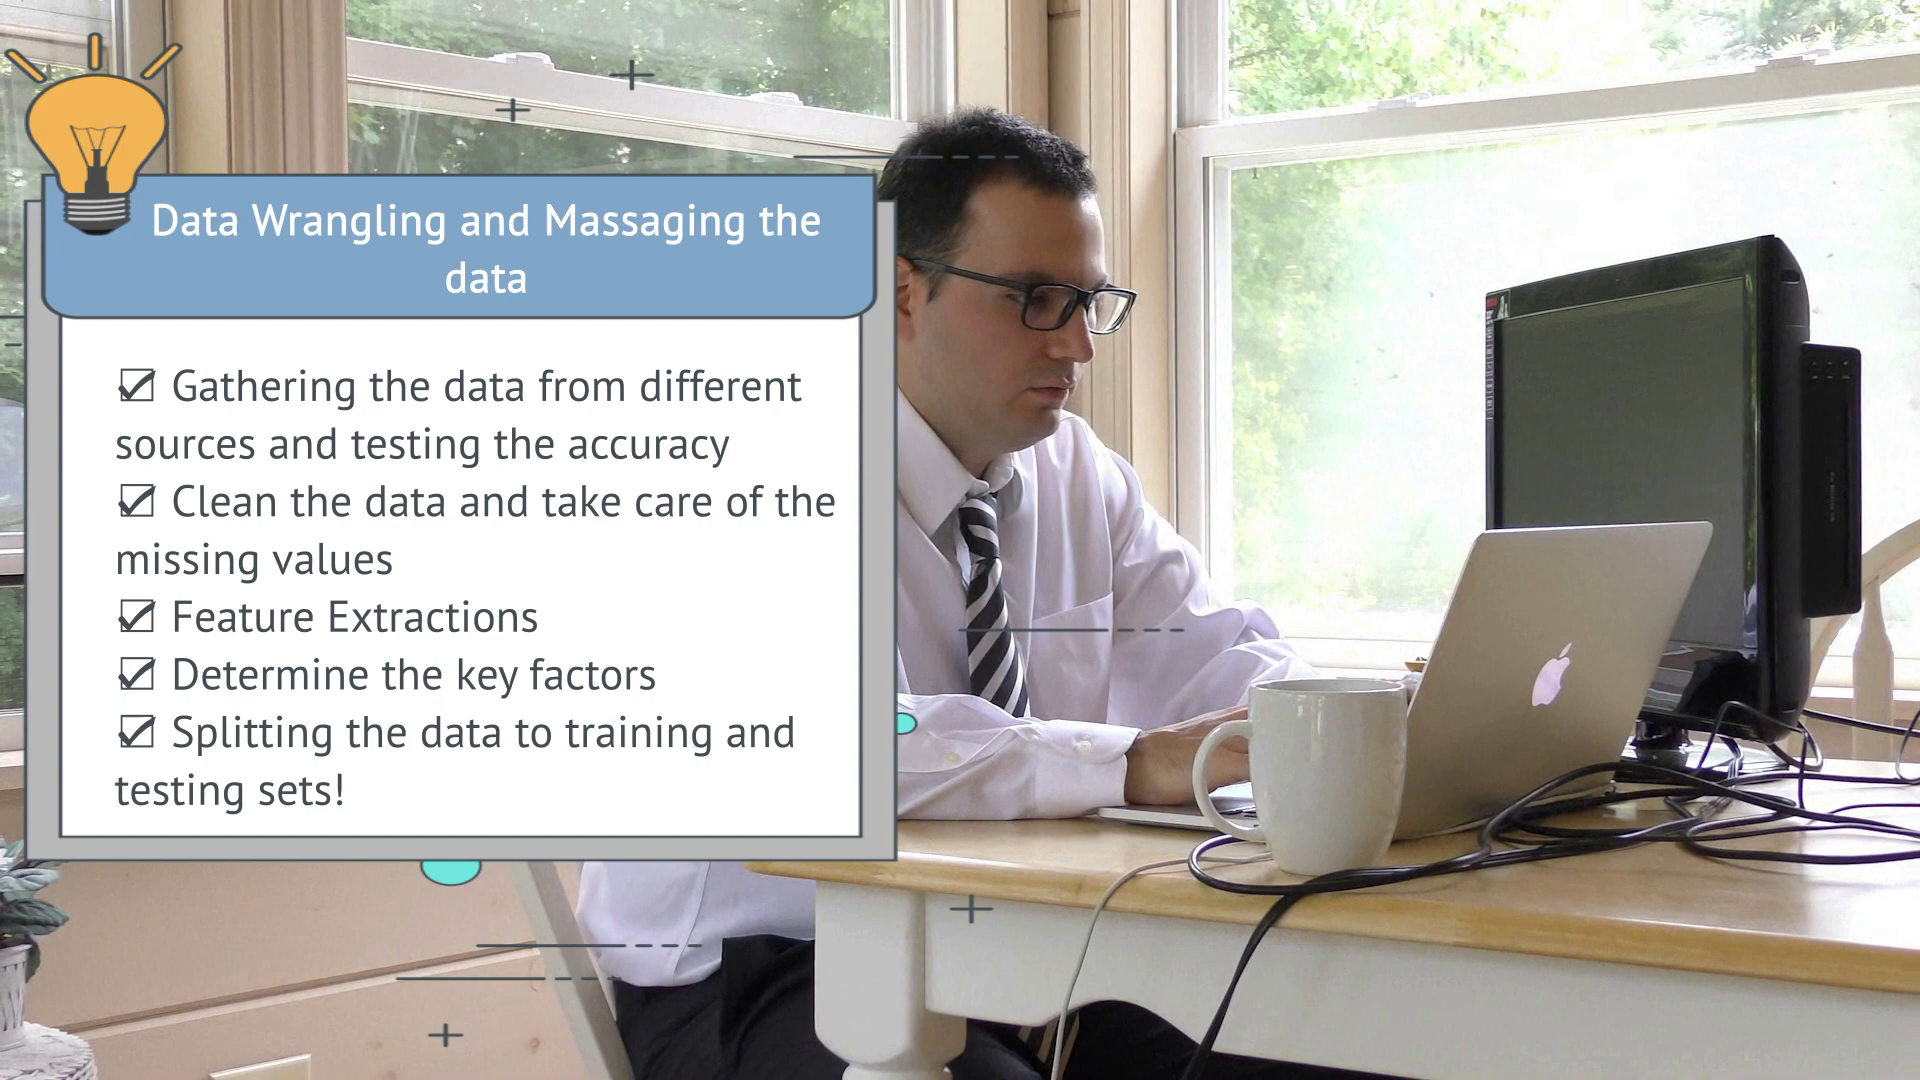 Data Wrangling and Massaging the
data
☑ Gathering the data from different
sources and testing the accuracy
☑ Clean the data and take care of the
missing values
☑ Feature Extractions
☑ Determine the key factors
☑ Splitting the data to training and
testing sets!